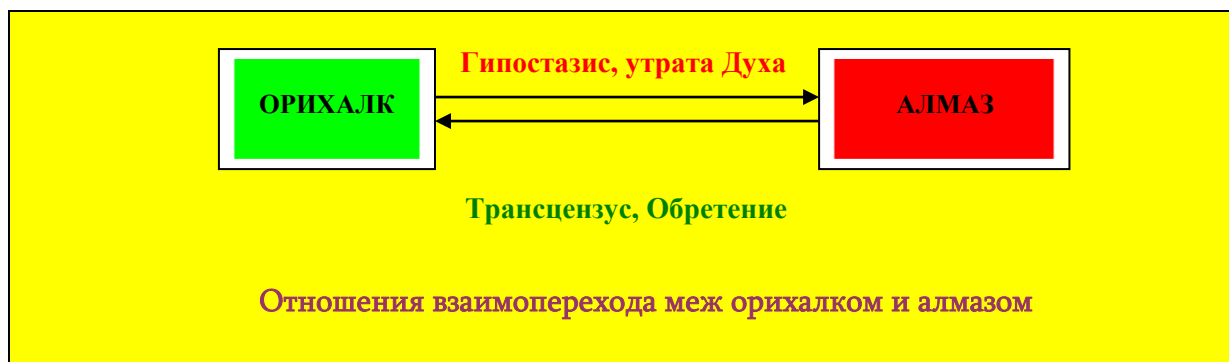 Гипостазис, утрата Духа
ОРИХАЛК
АЛМАЗ
Трансцензус, Обретение
Отношения взаимоперехода меж орихалком и алмазом